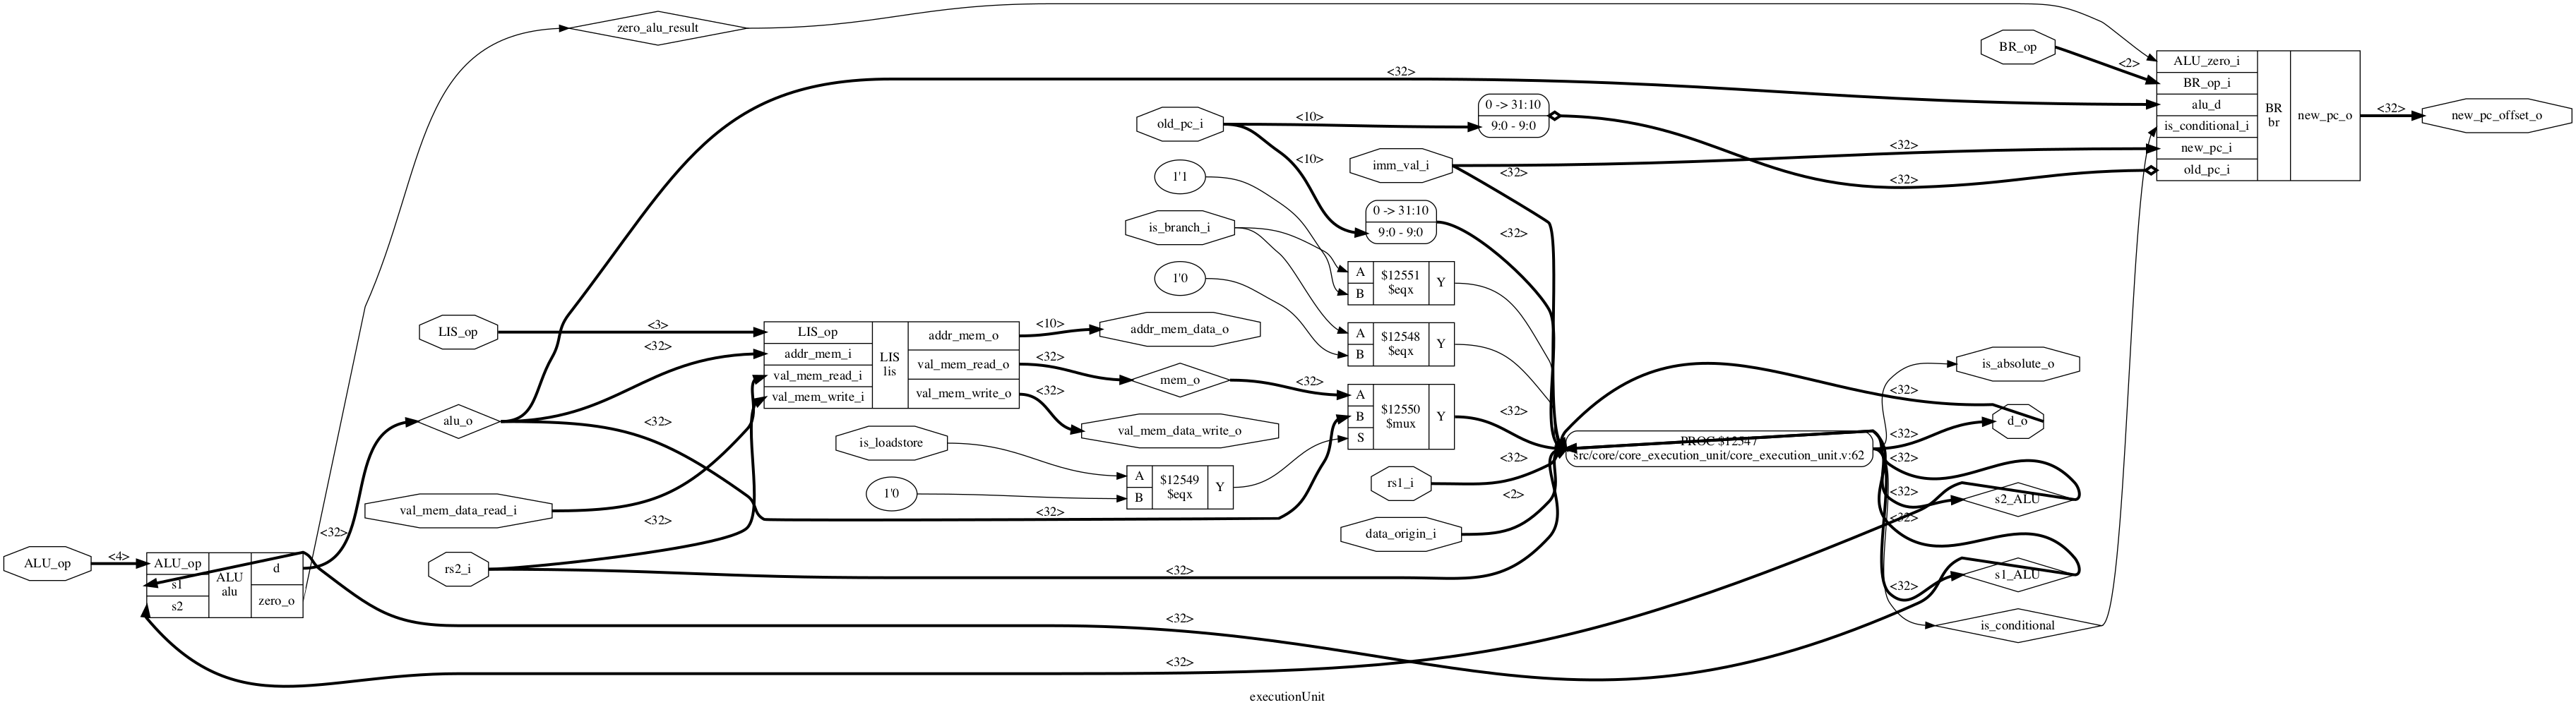 zero_alu_result
BR_op
<2>
ALU_zero_i
BR_op_i
alu_d
is_conditional_i
new_pc_i
old_pc_i
BR
br
new_pc_o
<32>
new_pc_offset_o
<32>
old_pc_i
<10>
<10>
0 -> 31:10
9:0 - 9:0
imm_val_i
<32>
<32>
<32>
1'1
0 -> 31:10
9:0 - 9:0
<32>
is_branch_i
A
B
$12551
$eqx
Y
1'0
A
B
$12548
$eqx
Y
LIS_op
<3>
<32>
<32>
<32>
LIS_op
addr_mem_i
val_mem_read_i
val_mem_write_i
LIS
lis
addr_mem_o
val_mem_read_o
val_mem_write_o
<10>
<32>
<32>
addr_mem_data_o
mem_o
val_mem_data_write_o
<32>
A
B
S
$12550
$mux
Y
<32>
is_absolute_o
<32>
d_o
<32>
PROC $12547
src/core/core_execution_unit/core_execution_unit.v:62
<32>
<32>
<32>
<32>
alu_o
is_loadstore
1'0
A
B
$12549
$eqx
Y
<32>
rs1_i
<32>
<2>
data_origin_i
val_mem_data_read_i
s2_ALU
s1_ALU
is_conditional
ALU_op
<4>
<32>
ALU_op
s1
s2
ALU
alu
d
zero_o
rs2_i
<32>
<32>
<32>
executionUnit